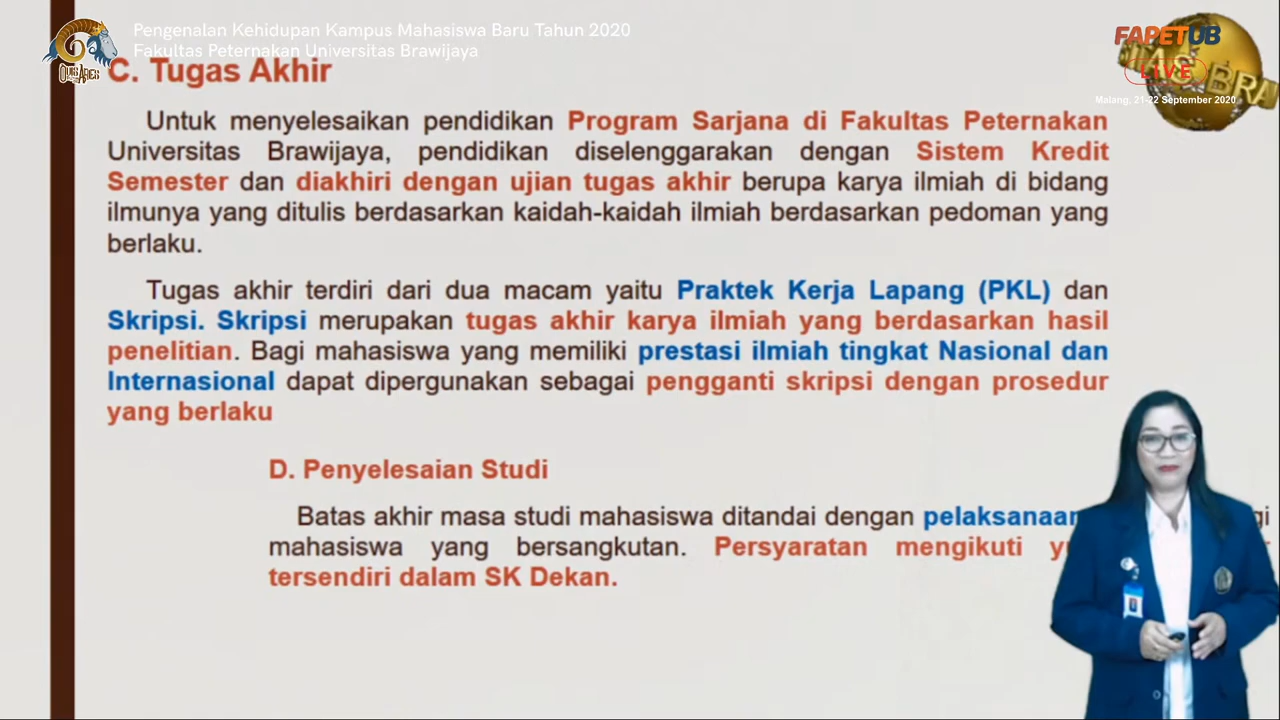 Pengenalan Kehidupan Kampus Mahasiswa Baru Tahun 2020
Fakultas Peternakan Universitas Brawijaya
FAPETUB
LIVE
Malang, 21-22 September 2020
C. Tugas Akhir
Untuk menyelesaikan pendidikan Program Sarjana di Fakultas Peternakan
Universitas Brawijaya, pendidikan diselenggarakan dengan Sistem Kredit
Semester dan diakhiri dengan ujian tugas akhir berupa karya ilmiah di bidang
ilmunya yang ditulis berdasarkan kaidah-kaidah ilmiah berdasarkan pedoman yang
berlaku.
Tugas akhir terdiri dari dua macam yaitu Praktek Kerja Lapang (PKL) dan
Skripsi. Skripsi merupakan tugas akhir karya ilmiah yang berdasarkan hasil
penelitian. Bagi mahasiswa yang memiliki prestasi ilmiah tingkat Nasional dan
Internasional dapat dipergunakan sebagai pengganti skripsi dengan prosedur
yang berlaku
D. Penyelesaian Studi
Batas akhir masa studi mahasiswa ditandai dengan
mahasiswa yang bersangkutan. Persyaratan mengikuti
tersendiri dalam SK Dekan.